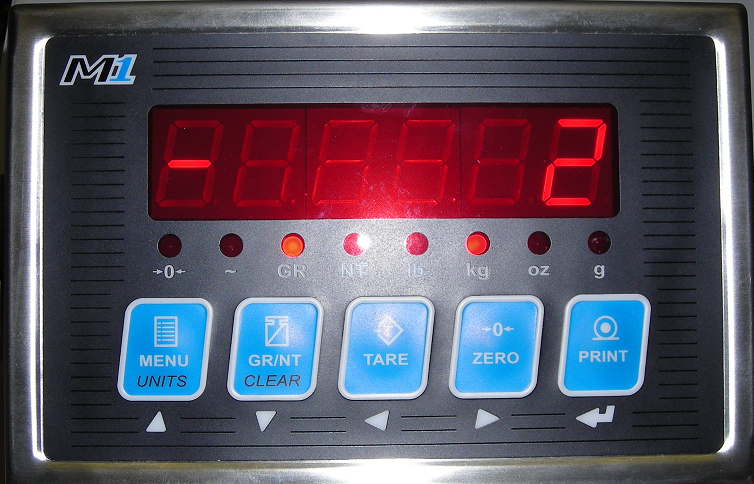 M1
- 2
→0← ~ GR NT lb kg oz g
MENU GR/NT TARE →0← ZERO PRINT
UNITS CLEAR